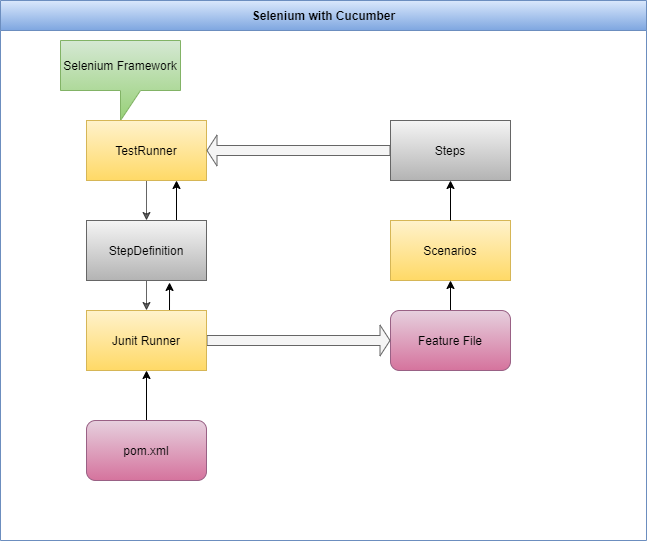 Selenium with Cucumber
Selenium Framework
TestRunner
Steps
StepDefinition
Scenarios
Junit Runner
Feature File
pom.xml